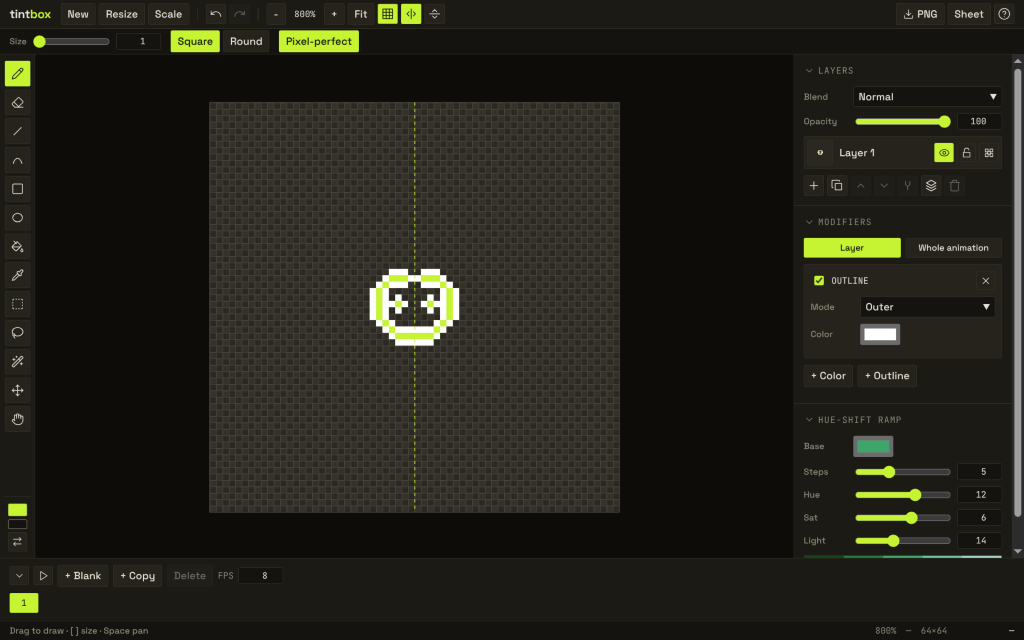 tintbox New Resize Scale - 800% + Fit PNG Sheet
Size 1 Square Round Pixel-perfect
LAYERS
Blend Normal
Opacity 100
Layer 1
MODIFIERS
Layer Whole animation
OUTLINE
Mode Outer
Color
+ Color + Outline
HUE-SHIFT RAMP
Base
Steps 5
Hue 12
Sat 6
Light 14
+ Blank + Copy Delete FPS 8
1
Drag to draw · [ ] size · Space pan 800% — 64×64 —